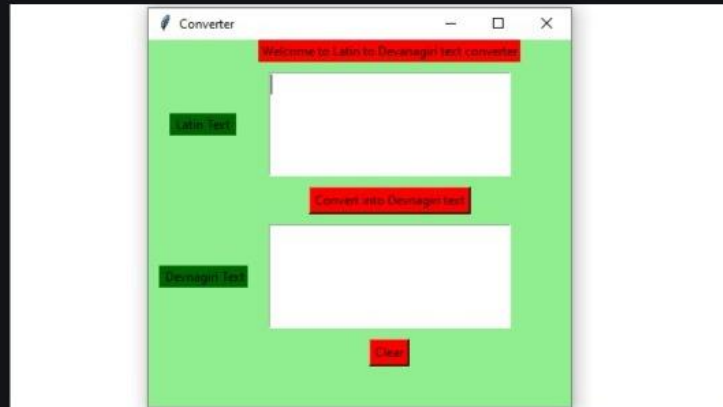 Converter
Welcome to Latin to Devanagiri text converter
Latin Text
Convert into Devnagiri text
Devnagiri Text
Clear